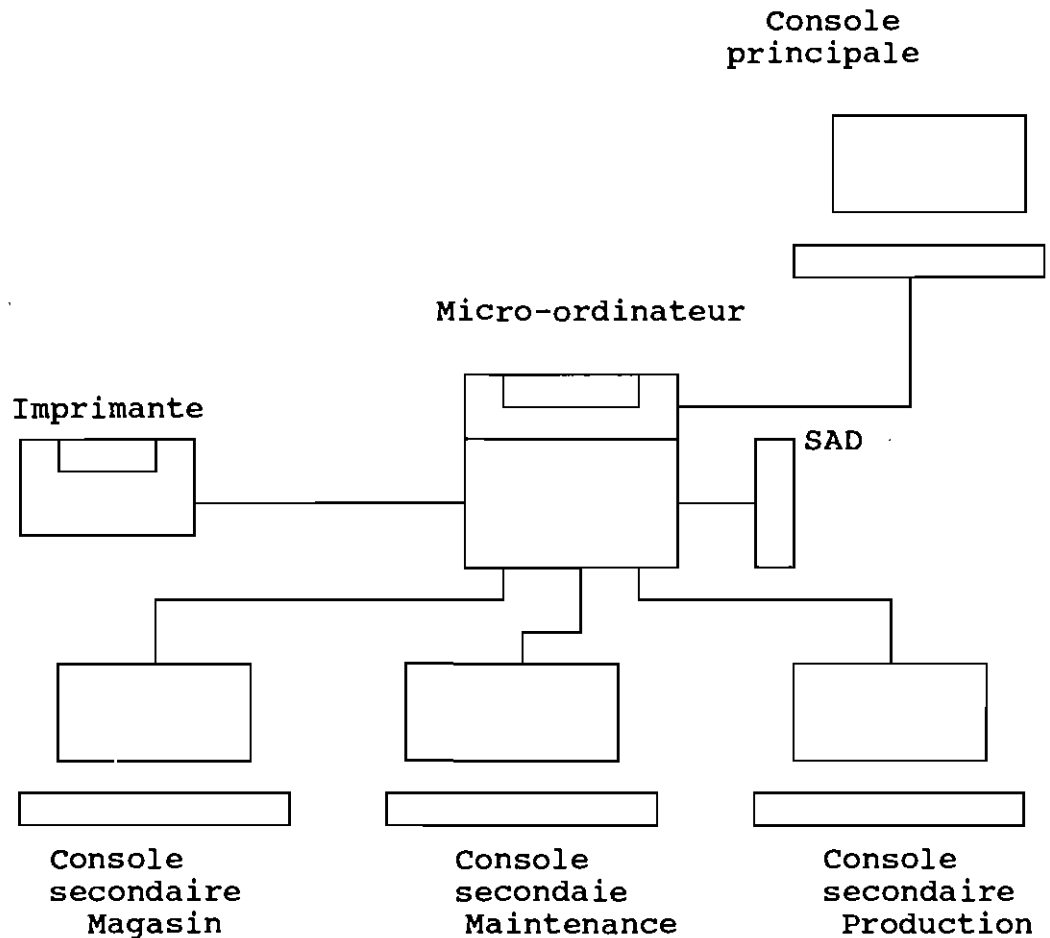 Console
principale
Micro-ordinateur
Imprimante
SAD
Console
secondaire
Magasin
Console
secondaie
Maintenance
Console
secondaire
Production